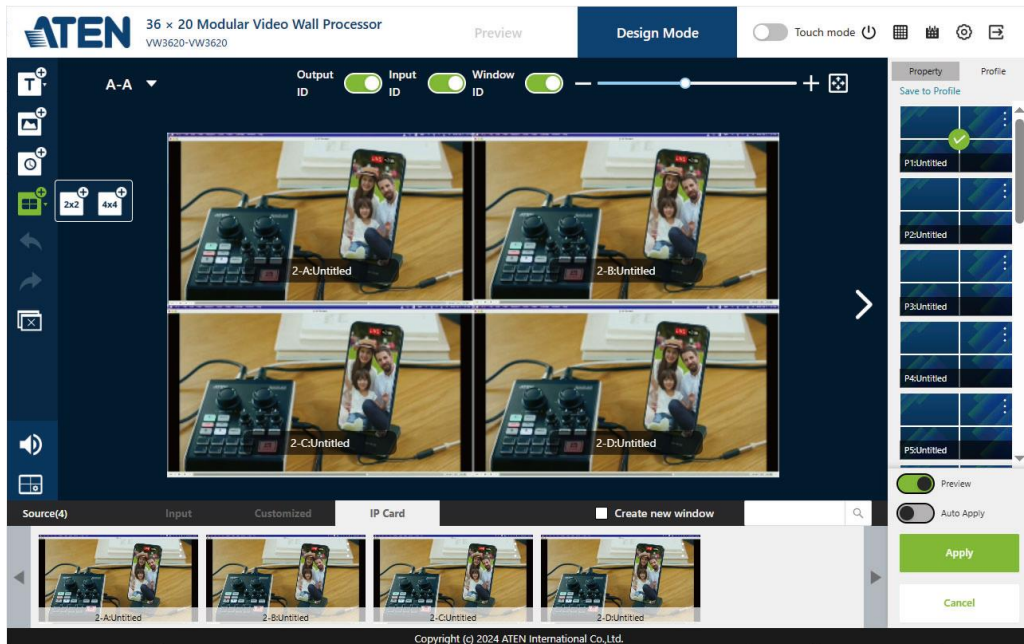 ATEN
36 × 20 Modular Video Wall Processor
VW3620-VW3620
Preview
Design Mode
Touch mode
T
A-A
Output ID
Input ID
Window ID
Property
Profile
Save to Profile
2x2
4x4
2-A:Untitled
2-B:Untitled
2-C:Untitled
2-D:Untitled
P1:Untitled
P2:Untitled
P3:Untitled
P4:Untitled
P5:Untitled
Preview
Auto Apply
Apply
Cancel
Source(4)
Input
Customized
IP Card
Create new window
2-A:Untitled
2-B:Untitled
2-C:Untitled
2-D:Untitled
Copyright (c) 2024 ATEN International Co.,Ltd.